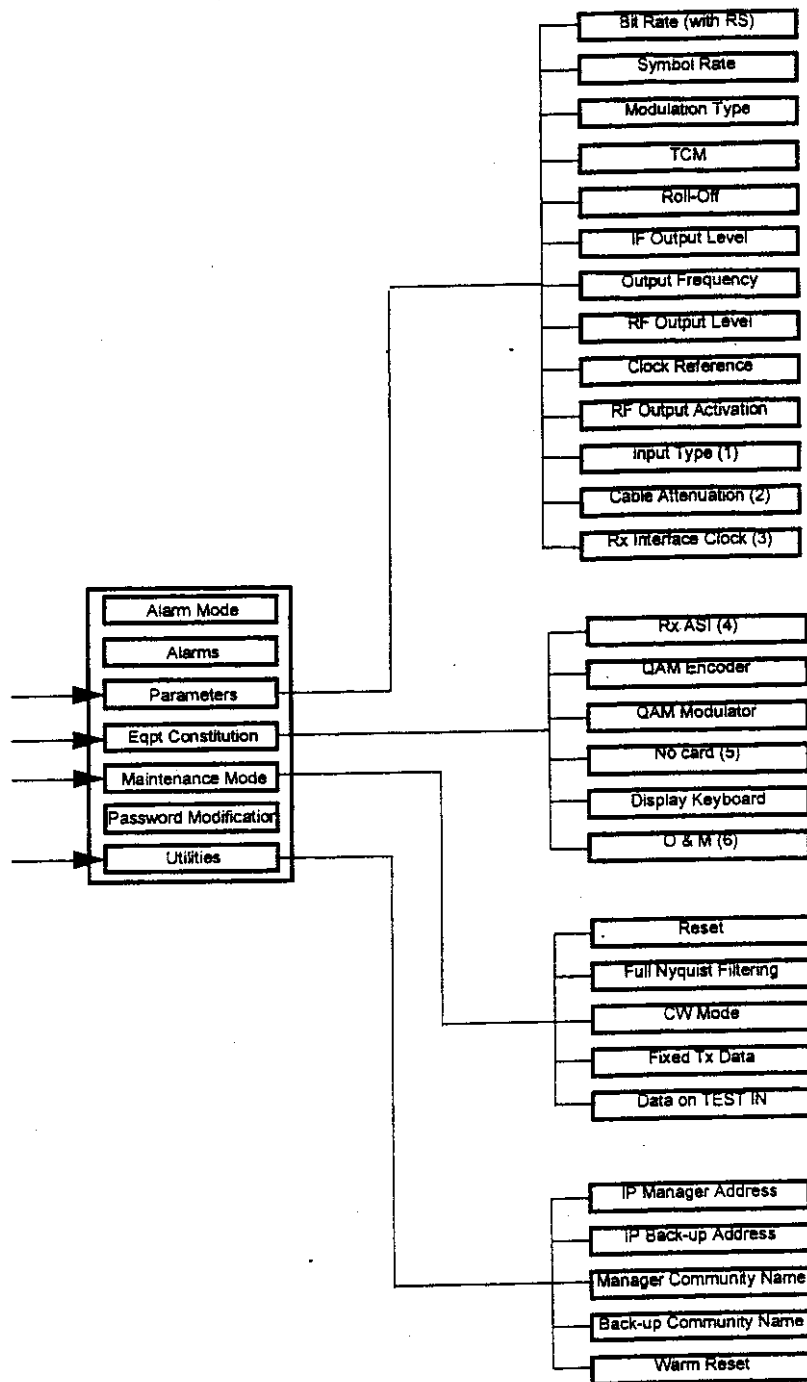 Bit Rate (with RS)
Symbol Rate
Modulation Type
TCM
Roll-Off
IF Output Level
Output Frequency
RF Output Level
Clock Reference
RF Output Activation
Input Type (1)
Cable Attenuation (2)
Rx Interface Clock (3)
Alarm Mode
Alarms
Parameters
Eqpt Constitution
Maintenance Mode
Password Modification
Utilities
Rx ASI (4)
QAM Encoder
QAM Modulator
No card (5)
Display Keyboard
O & M (6)
Reset
Full Nyquist Filtering
CW Mode
Fixed Tx Data
Data on TEST IN
IP Manager Address
IP Back-up Address
Manager Community Name
Back-up Community Name
Warm Reset